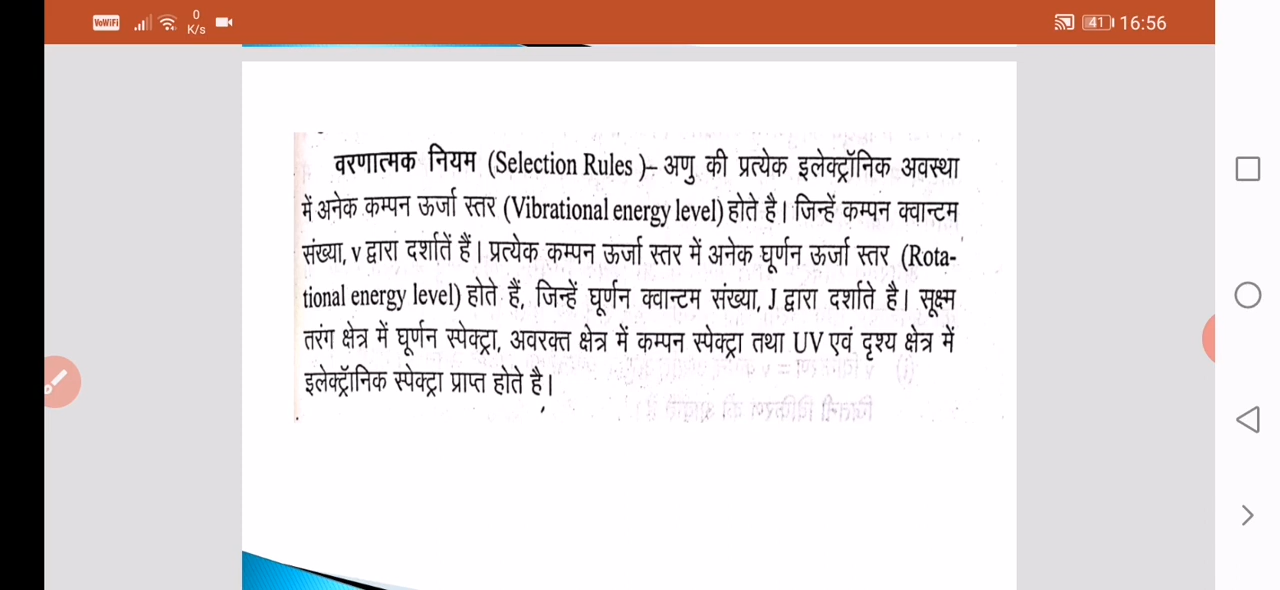 VoWiFi 0 K/s 41 16:56
वरणात्मक नियम (Selection Rules )– अणु की प्रत्येक इलेक्ट्रॉनिक अवस्था
में अनेक कम्पन ऊर्जा स्तर (Vibrational energy level) होते है। जिन्हें कम्पन क्वान्टम
संख्या, v द्वारा दर्शातें हैं। प्रत्येक कम्पन ऊर्जा स्तर में अनेक घूर्णन ऊर्जा स्तर (Rota-
tional energy level) होते हैं, जिन्हें घूर्णन क्वान्टम संख्या, J द्वारा दर्शाते है। सूक्ष्म
तरंग क्षेत्र में घूर्णन स्पेक्ट्रा, अवरक्त क्षेत्र में कम्पन स्पेक्ट्रा तथा UV एवं दृश्य क्षेत्र में
इलेक्ट्रॉनिक स्पेक्ट्रा प्राप्त होते है।